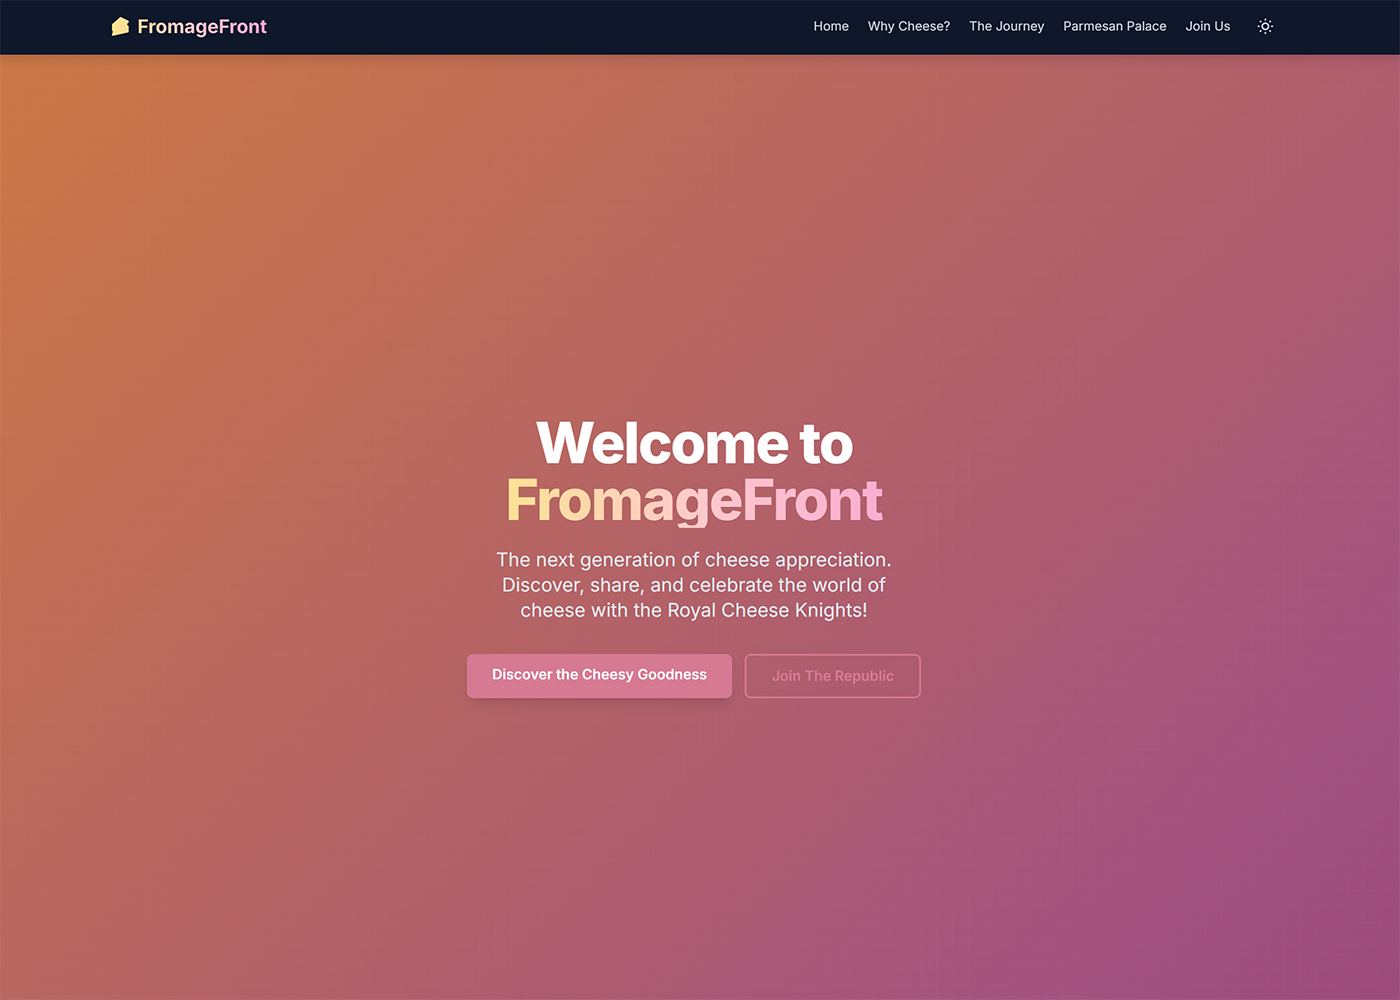 FromageFront
Home Why Cheese? The Journey Parmesan Palace Join Us
Welcome to
FromageFront
The next generation of cheese appreciation.
Discover, share, and celebrate the world of
cheese with the Royal Cheese Knights!
Discover the Cheesy Goodness
Join The Republic